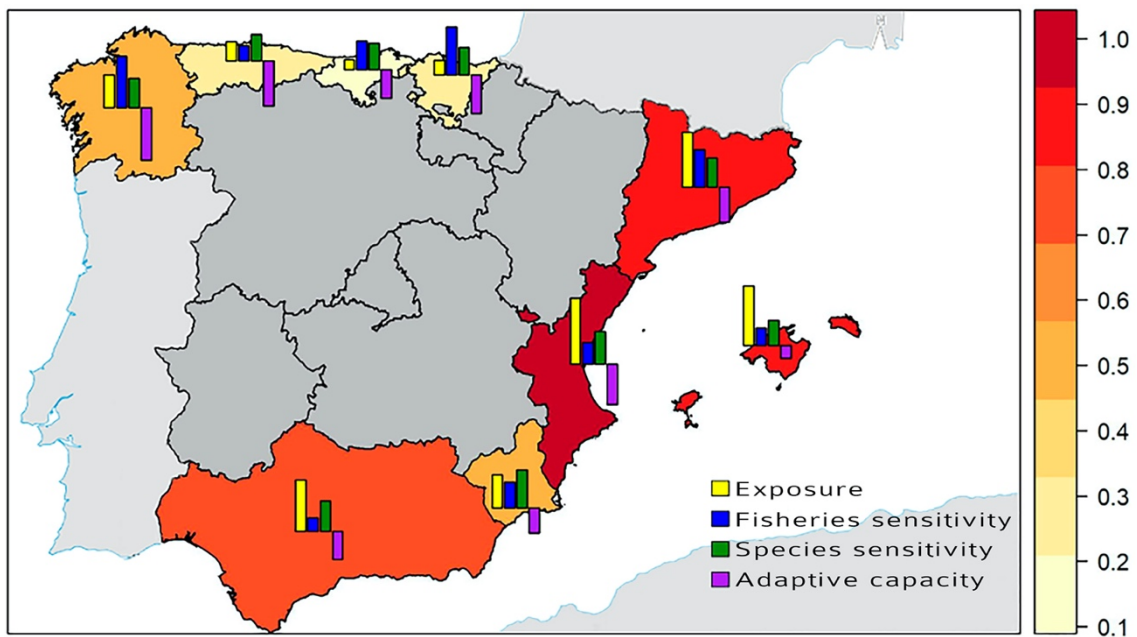 N
1.0
0.9
0.8
0.7
0.6
0.5
0.4
0.3
0.2
0.1
Exposure
Fisheries sensitivity
Species sensitivity
Adaptive capacity